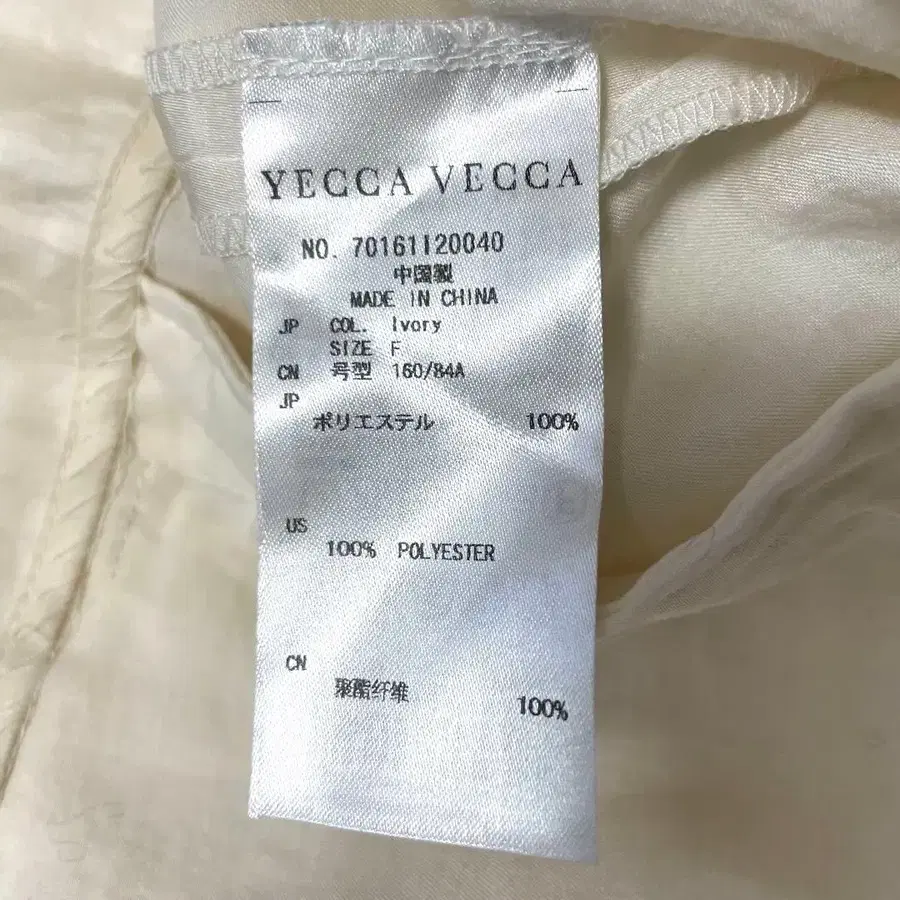 YECCA VECCA
NO. 70161120040
中国製
MADE IN CHINA
JP COL. Ivory
SIZE F
CN 号型 160/84A
JP
ポリエステル 100%
US
100% POLYESTER
CN
聚酯纤维 100%